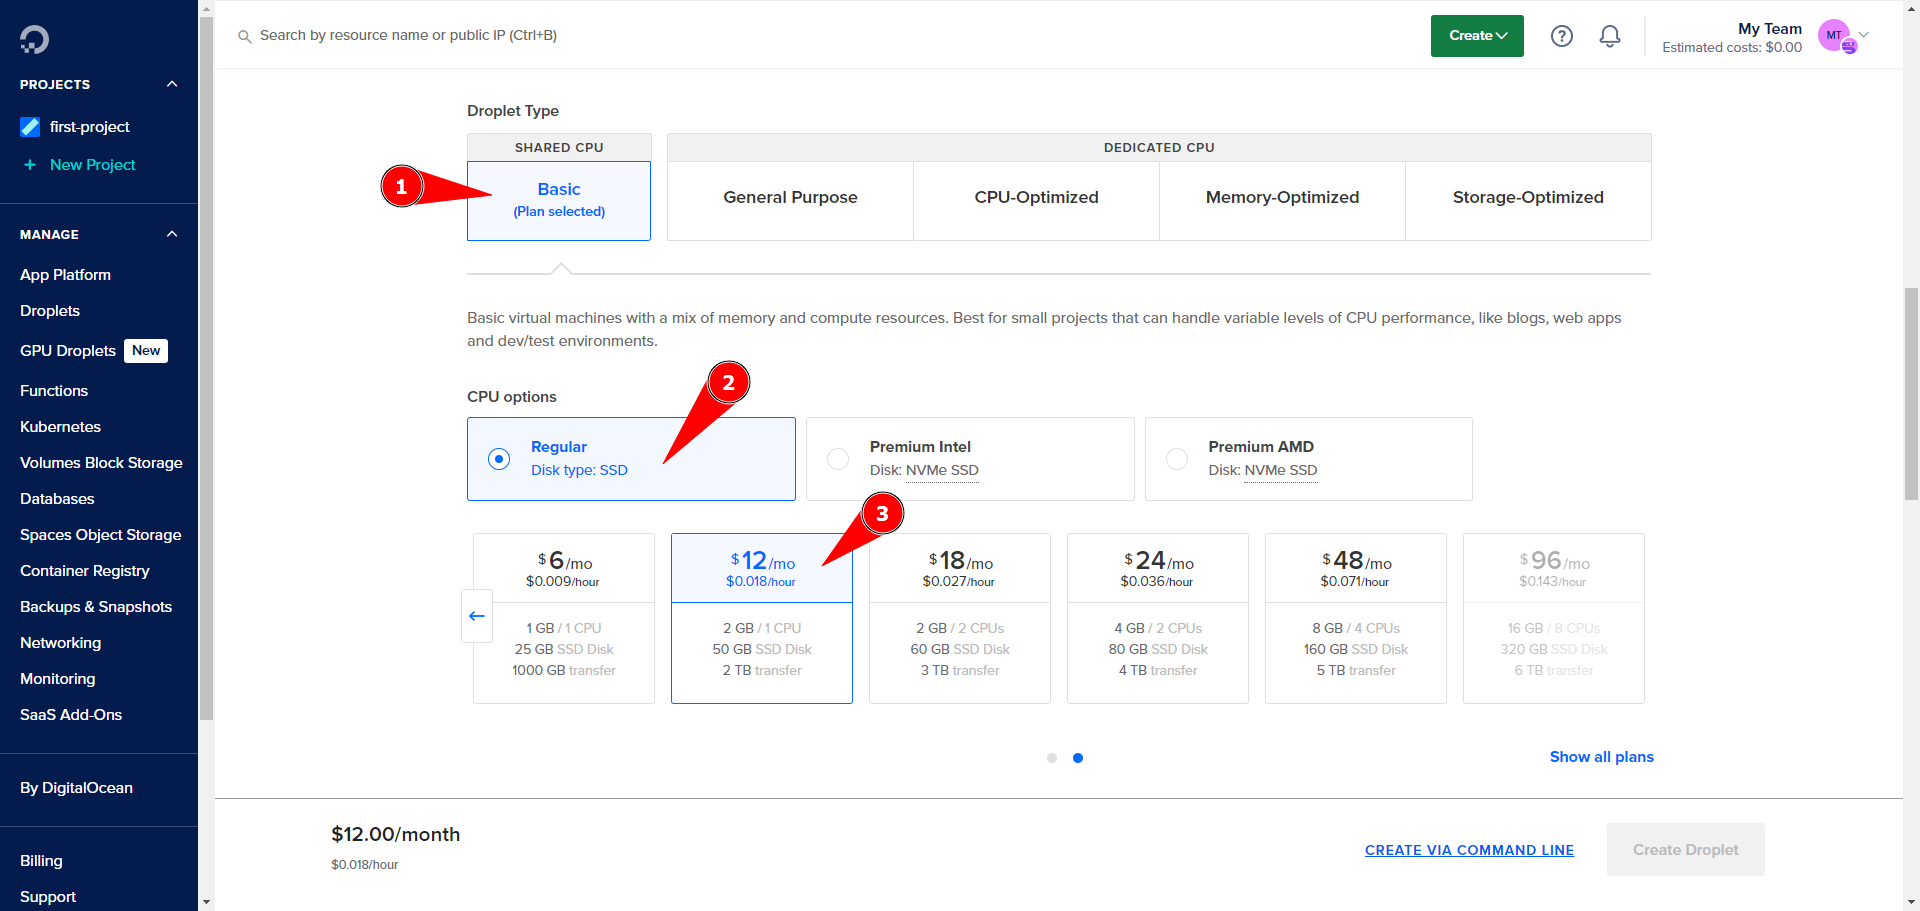 Search by resource name or public IP (Ctrl+B)
Create
My Team
Estimated costs: $0.00
MT
PROJECTS
first-project
+ New Project
MANAGE
App Platform
Droplets
GPU Droplets New
Functions
Kubernetes
Volumes Block Storage
Databases
Spaces Object Storage
Container Registry
Backups & Snapshots
Networking
Monitoring
SaaS Add-Ons
By DigitalOcean
Billing
Support
Droplet Type
SHARED CPU
DEDICATED CPU
1
Basic
(Plan selected)
General Purpose
CPU-Optimized
Memory-Optimized
Storage-Optimized
Basic virtual machines with a mix of memory and compute resources. Best for small projects that can handle variable levels of CPU performance, like blogs, web apps
and dev/test environments.
2
CPU options
Regular
Disk type: SSD
Premium Intel
Disk: NVMe SSD
Premium AMD
Disk: NVMe SSD
3
$6/mo
$0.009/hour
1 GB / 1 CPU
25 GB SSD Disk
1000 GB transfer
$12/mo
$0.018/hour
2 GB / 1 CPU
50 GB SSD Disk
2 TB transfer
$18/mo
$0.027/hour
2 GB / 2 CPUs
60 GB SSD Disk
3 TB transfer
$24/mo
$0.036/hour
4 GB / 2 CPUs
80 GB SSD Disk
4 TB transfer
$48/mo
$0.071/hour
8 GB / 4 CPUs
160 GB SSD Disk
5 TB transfer
$96/mo
$0.143/hour
16 GB / 8 CPUs
320 GB SSD Disk
6 TB transfer
Show all plans
$12.00/month
$0.018/hour
CREATE VIA COMMAND LINE
Create Droplet